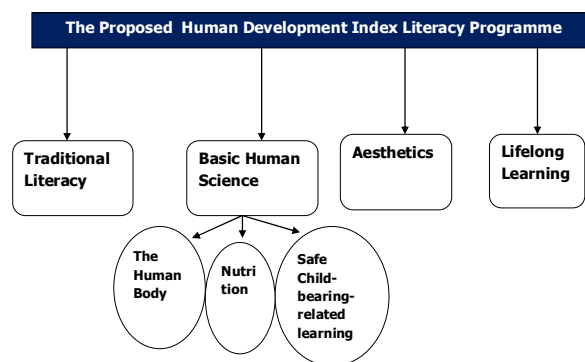 The Proposed Human Development Index Literacy Programme
Traditional
Literacy
Basic Human
Science
Aesthetics
Lifelong
Learning
The
Human
Body
Nutri
tion
Safe
Child-
bearing-
related
learning